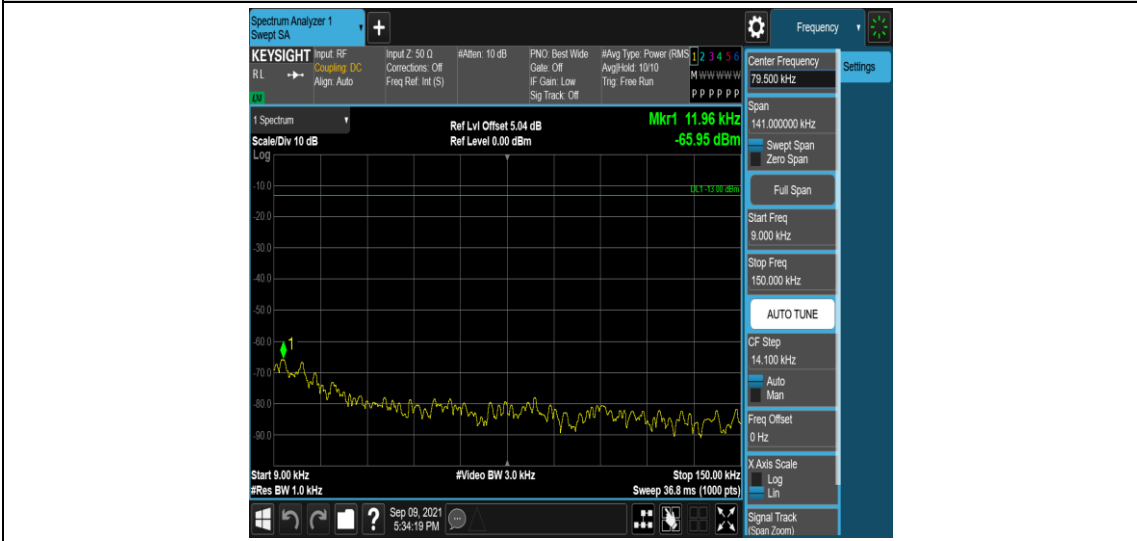 Spectrum Analyzer 1
Swept SA
+
Frequency
KEYSIGHT
RL
LM
Input: RF
Coupling: DC
Align: Auto
Input Z: 50 Ω
Corrections: Off
Freq Ref: Int (S)
#Atten: 10 dB
PNO: Best Wide
Gate: Off
IF Gain: Low
Sig Track: Off
#Avg Type: Power (RMS
Avg|Hold: 10/10
Trig: Free Run
1 2 3 4 5 6
M W W W W W
P P P P P P
1 Spectrum
Scale/Div 10 dB
Log
Ref Lvl Offset 5.04 dB
Ref Level 0.00 dBm
Mkr1 11.96 kHz
-65.95 dBm
DL1 -13.00 dBm
-10.0
-20.0
-30.0
-40.0
-50.0
-60.0
1
-70.0
-80.0
-90.0
Start 9.00 kHz
#Res BW 1.0 kHz
#Video BW 3.0 kHz
Stop 150.00 kHz
Sweep 36.8 ms (1000 pts)
Sep 09, 2021
5:34:19 PM
?
Center Frequency
79.500 kHz
Settings
Span
141.000000 kHz
Swept Span
Zero Span
Full Span
Start Freq
9.000 kHz
Stop Freq
150.000 kHz
AUTO TUNE
CF Step
14.100 kHz
Auto
Man
Freq Offset
0 Hz
X Axis Scale
Log
Lin
Signal Track
(Span Zoom)